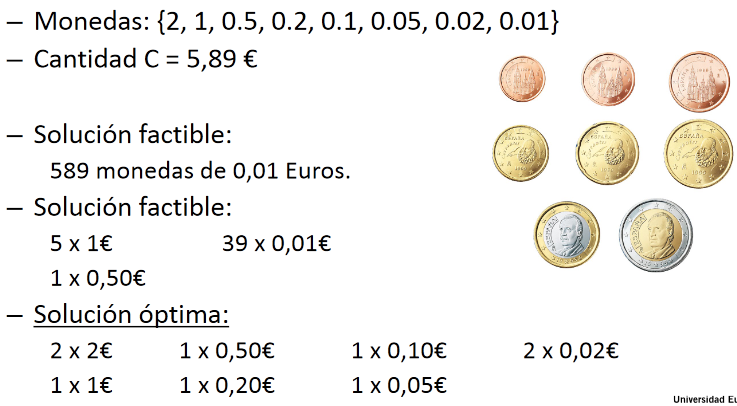 – Monedas: {2, 1, 0.5, 0.2, 0.1, 0.05, 0.02, 0.01}
– Cantidad C = 5,89 €
– Solución factible:
589 monedas de 0,01 Euros.
– Solución factible:
5 x 1€ 39 x 0,01€
1 x 0,50€
– Solución óptima:
2 x 2€ 1 x 0,50€ 1 x 0,10€ 2 x 0,02€
1 x 1€ 1 x 0,20€ 1 x 0,05€
Universidad Eu